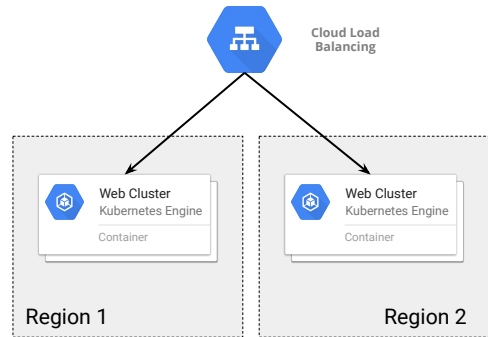 Cloud Load
Balancing
Web Cluster
Kubernetes Engine
Container
Region 1
Web Cluster
Kubernetes Engine
Container
Region 2